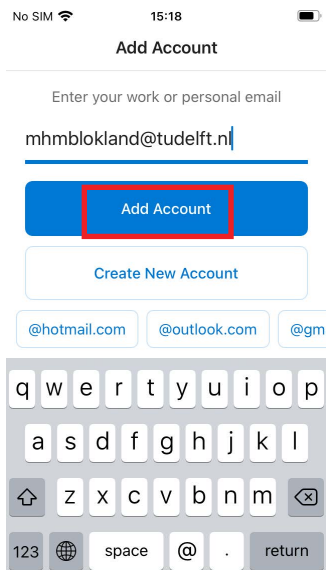 No SIM 15:18
Add Account
Enter your work or personal email
mhmblokland@tudelft.nl
Add Account
Create New Account
@hotmail.com @outlook.com @gm
q w e r t y u i o p
a s d f g h j k l
z x c v b n m
123 space @ . return